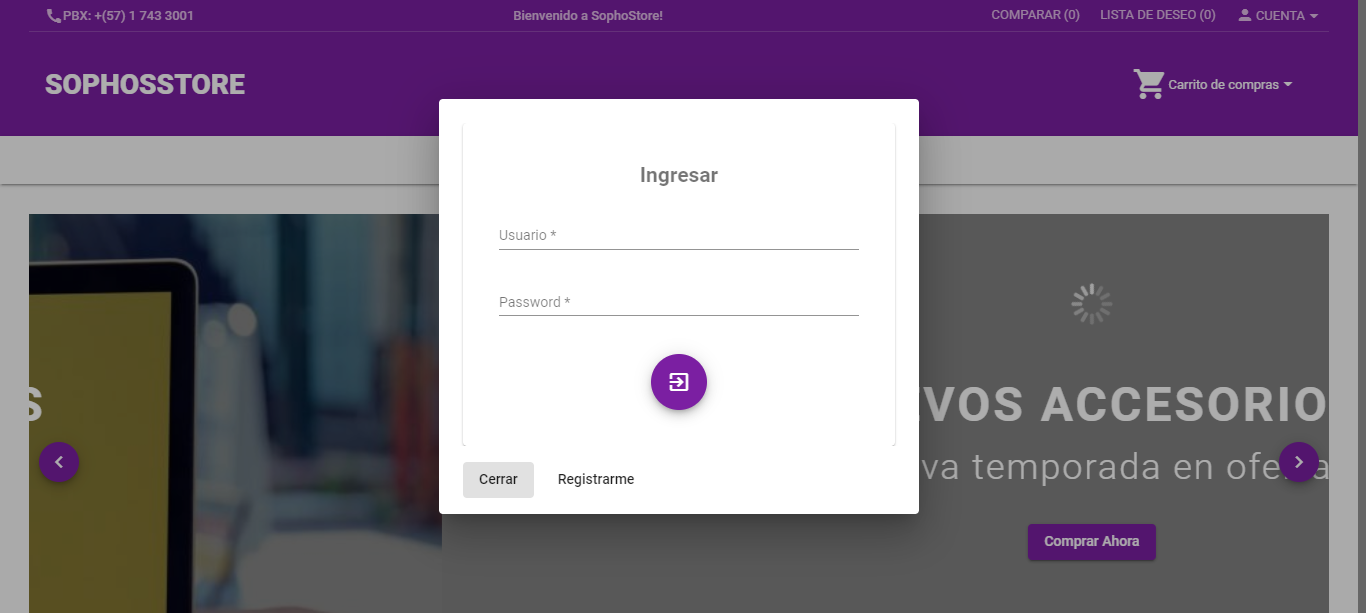 PBX: +(57) 1 743 3001
Bienvenido a SophoStore!
COMPARAR (0)
LISTA DE DESEO (0)
CUENTA
SOPHOSSTORE
Carrito de compras
Ingresar
Usuario *
Password *
Cerrar
Registrarme
S
EVOS ACCESORIO
va temporada en ofe
a
Comprar Ahora